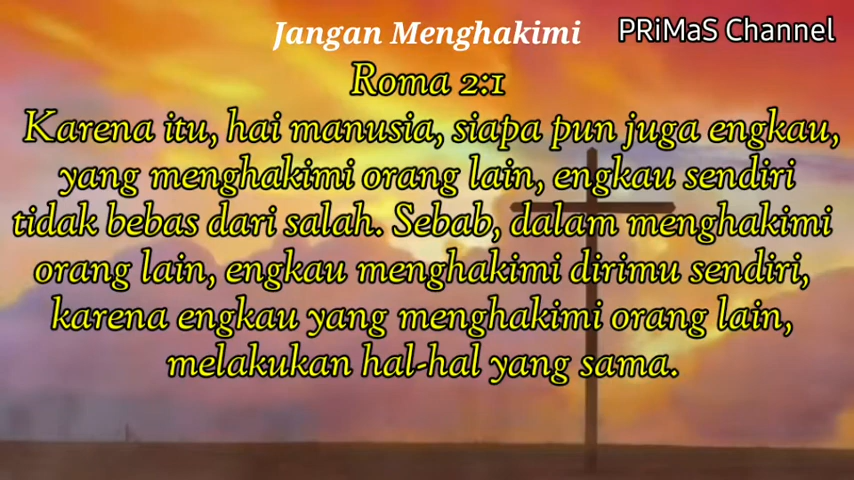 Jangan Menghakimi
PRiMaS Channel
Roma 2:1
Karena itu, hai manusia, siapa pun juga engkau,
yang menghakimi orang lain, engkau sendiri
tidak bebas dari salah. Sebab, dalam menghakimi
orang lain, engkau menghakimi dirimu sendiri,
karena engkau yang menghakimi orang lain,
melakukan hal-hal yang sama.